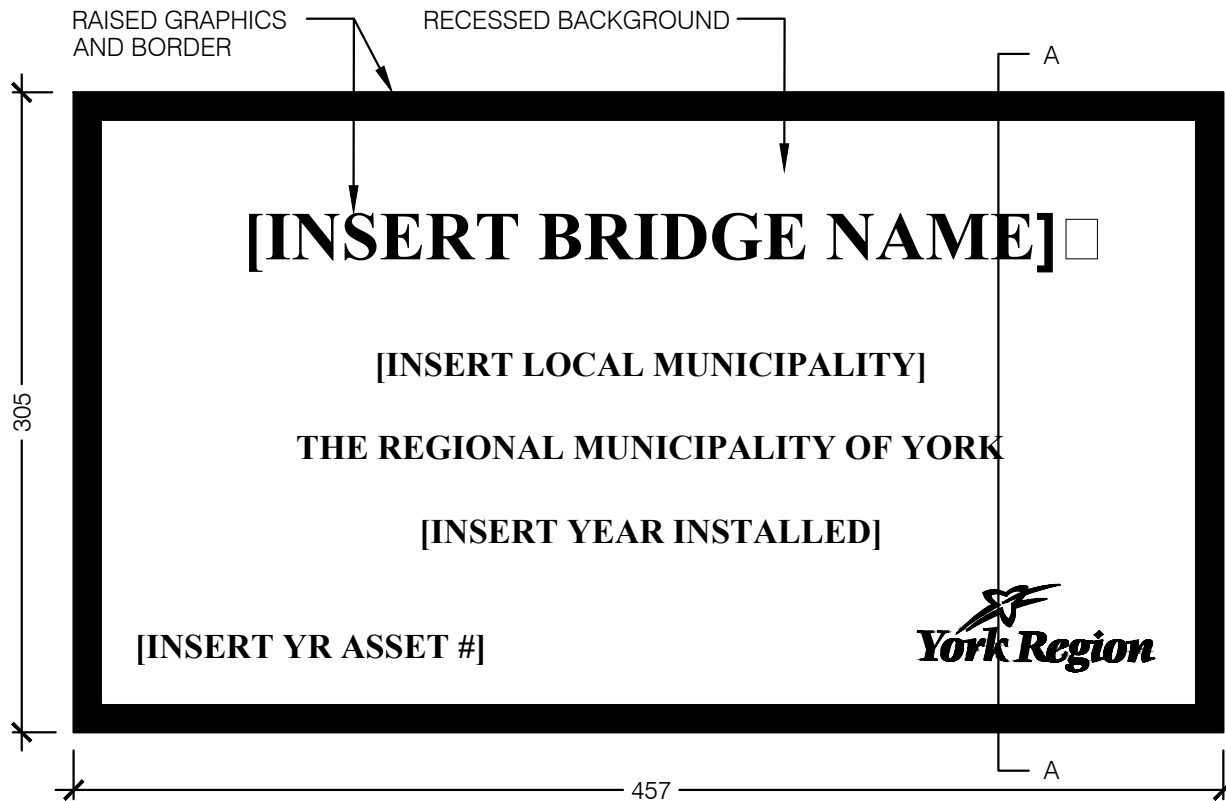 RAISED GRAPHICS
AND BORDER
RECESSED BACKGROUND
A
[INSERT BRIDGE NAME]□
[INSERT LOCAL MUNICIPALITY]
305
THE REGIONAL MUNICIPALITY OF YORK
[INSERT YEAR INSTALLED]
[INSERT YR ASSET #]
York Region
A
457